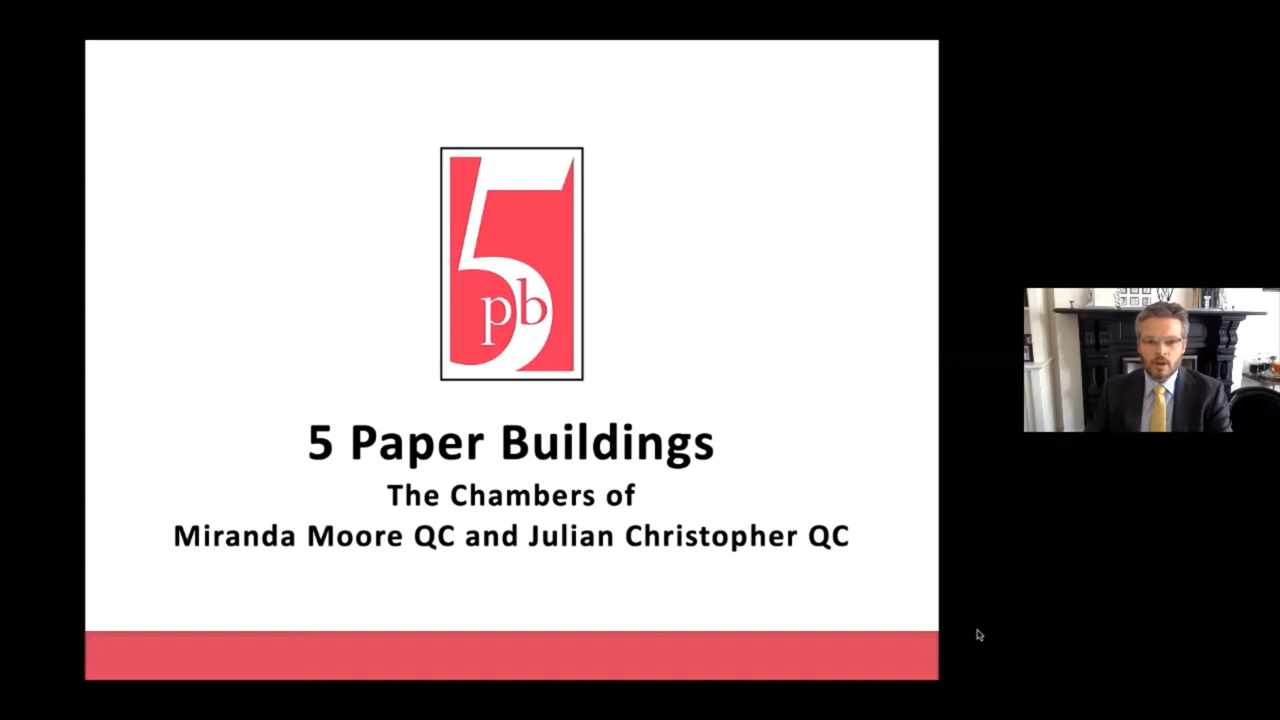 5
pb
5 Paper Buildings
The Chambers of
Miranda Moore QC and Julian Christopher QC